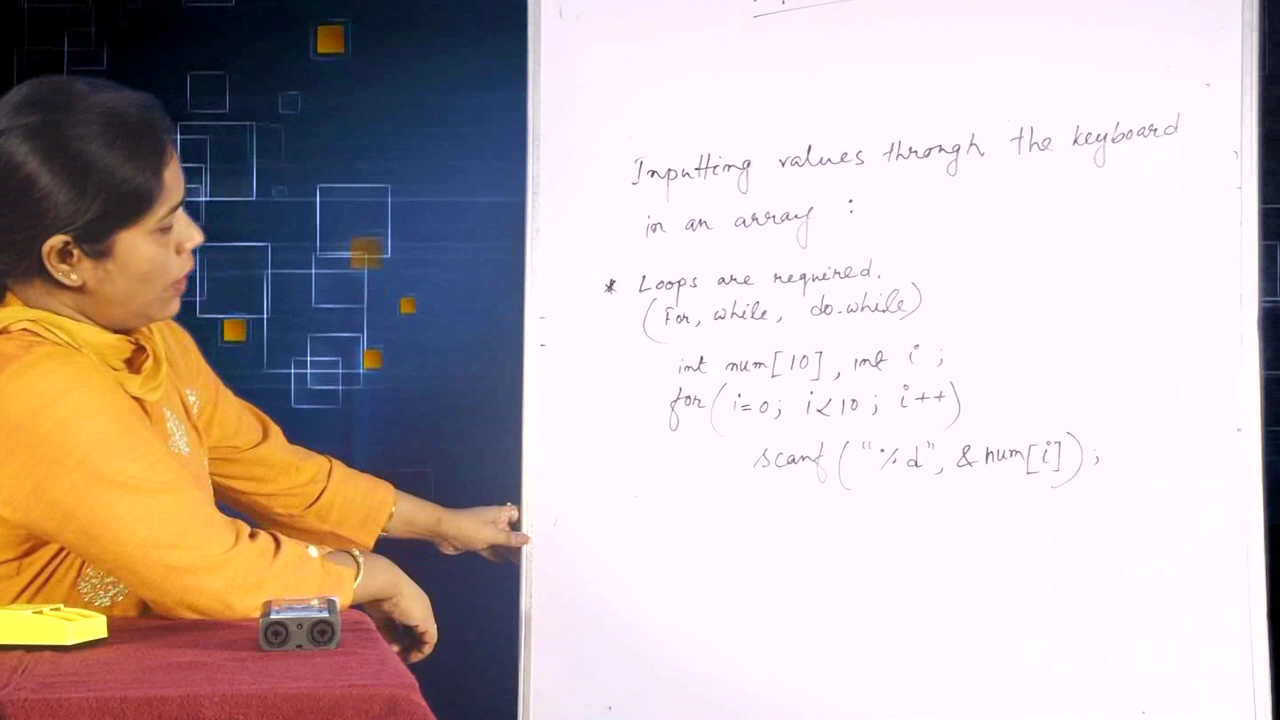 Inputting values through the keyboard
in an array :
* Loops are required.
(For, while, do-while)
int num[10], int i ;
for(i=0; i<10; i++)
scanf("%d", &num[i]);